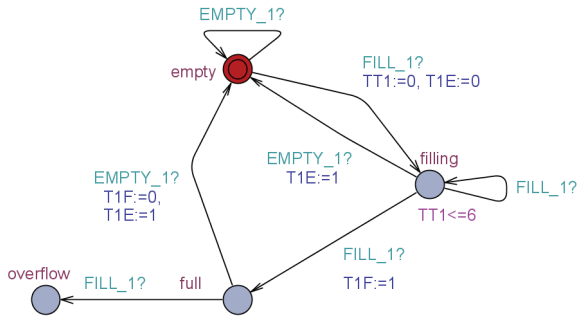 EMPTY_1?
empty
FILL_1?
TT1:=0, T1E:=0
EMPTY_1?
T1E:=1
filling
FILL_1?
TT1<=6
EMPTY_1?
T1F:=0,
T1E:=1
FILL_1?
T1F:=1
overflow
FILL_1?
full